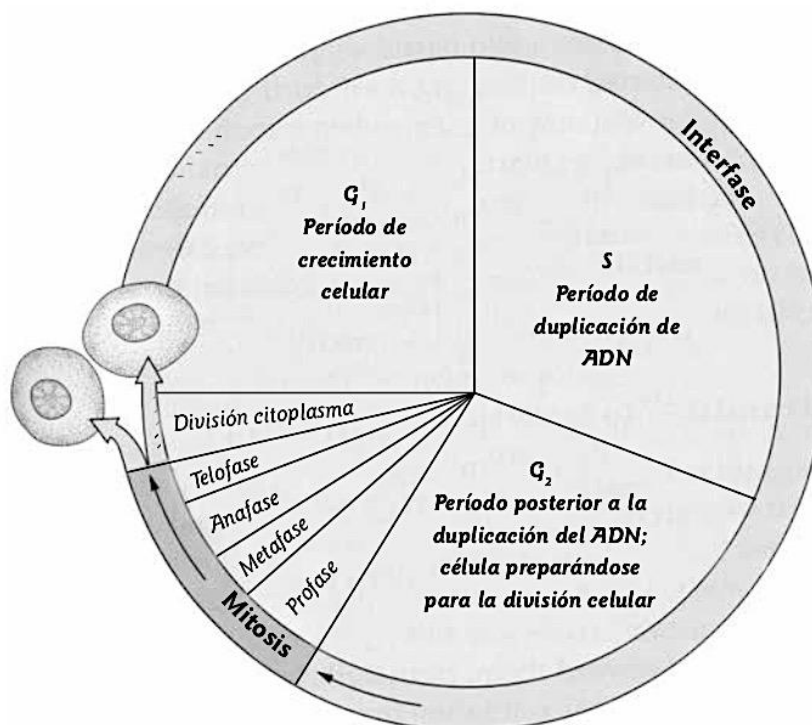 Interfase
G₁
Período de
crecimiento
celular
S
Período de
duplicación de
ADN
División citoplasma
Telofase
Anafase
Metafase
Profase
G₂
Período posterior a la
duplicación del ADN;
célula preparándose
para la división celular
Mitosis